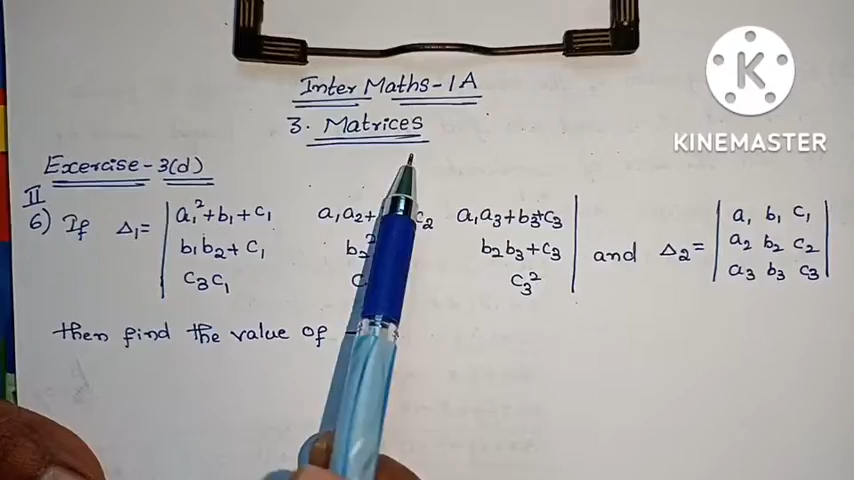 Inter Maths-1A
3. Matrices
Exercise-3(d)
II
6) If Δ₁= | a₁²+b₁+c₁ a₁a₂+ c₂ a₁a₃+b₃+c₃ | and Δ₂= | a₁ b₁ c₁ |
b₁b₂+c₁ b₂² b₂b₃+c₃ | a₂ b₂ c₂ |
c₃c₁ c₃² | a₃ b₃ c₃ |
then find the value of
K
KINEMASTER